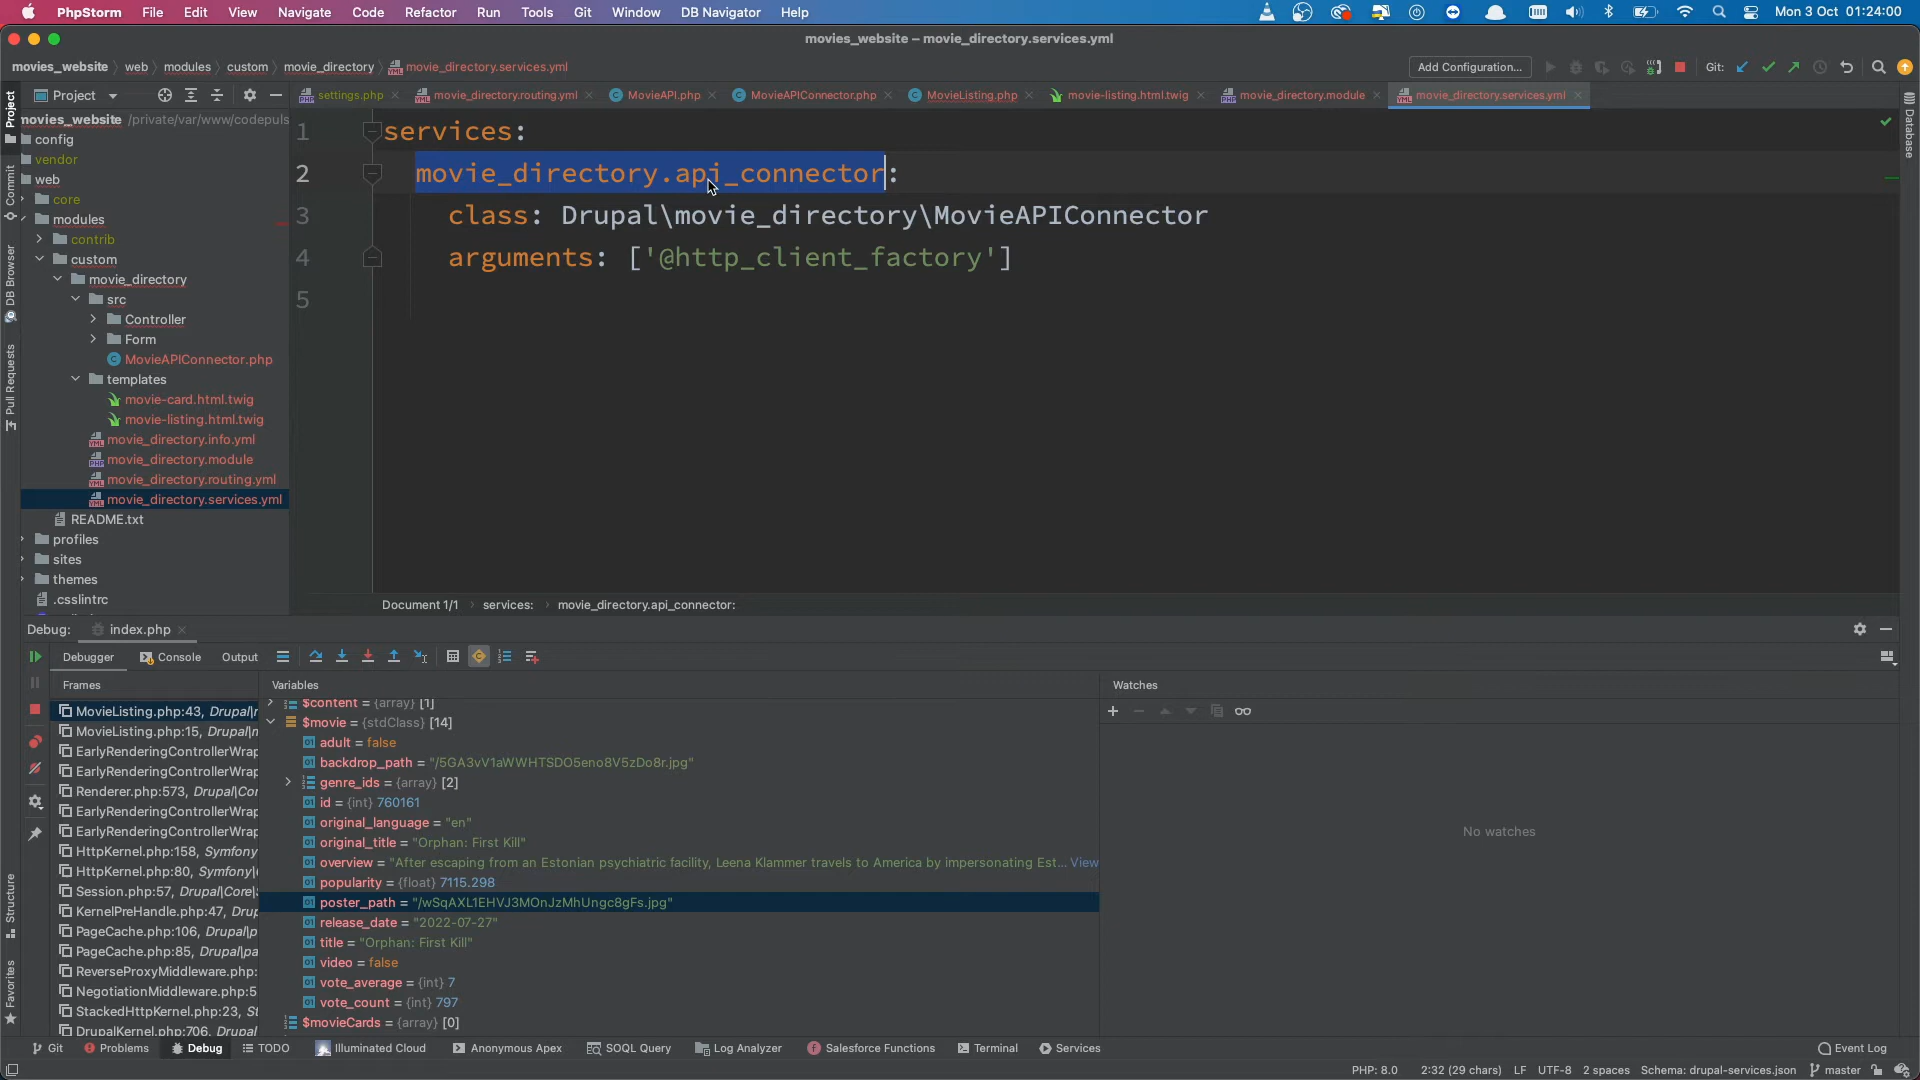 PhpStorm File Edit View Navigate Code Refactor Run Tools Git Window DB Navigator Help Mon 3 Oct 01:24:00
movies_website – movie_directory.services.yml
movies_website web modules custom movie_directory movie_directory.services.yml Add Configuration... Git:
Project settings.php movie_directory.routing.yml MovieAPI.php MovieAPIConnector.php MovieListing.php movie-listing.html.twig movie_directory.module movie_directory.services.yml
movies_website /private/var/www/codepuls
config
vendor
web
core
modules
contrib
custom
movie_directory
src
Controller
Form
MovieAPIConnector.php
templates
movie-card.html.twig
movie-listing.html.twig
movie_directory.info.yml
movie_directory.module
movie_directory.routing.yml
movie_directory.services.yml
README.txt
profiles
sites
themes
.csslintrc
Project
Commit
DB Browser
Pull Requests
Structure
Favorites
Database
1 services:
2 movie_directory.api_connector:
3 class: Drupal\movie_directory\MovieAPIConnector
4 arguments: ['@http_client_factory']
5
Document 1/1 services: movie_directory.api_connector:
Debug: index.php
Debugger Console Output
Frames
MovieListing.php:43, Drupal\r
MovieListing.php:15, Drupal\n
EarlyRenderingControllerWrap
EarlyRenderingControllerWrap
Renderer.php:573, Drupal\Cor
EarlyRenderingControllerWrap
EarlyRenderingControllerWrap
HttpKernel.php:158, Symfony
HttpKernel.php:80, Symfony\
Session.php:57, Drupal\Core\
KernelPreHandle.php:47, Drup
PageCache.php:106, Drupal\p
PageCache.php:85, Drupal\pa
ReverseProxyMiddleware.php:
NegotiationMiddleware.php:5
StackedHttpKernel.php:23, St
DrupalKernel.php:706, Drupal
Variables
$content = {array} [1]
$movie = {stdClass} [14]
adult = false
backdrop_path = "/5GA3vV1aWWHTSDO5eno8V5zDo8r.jpg"
genre_ids = {array} [2]
id = {int} 760161
original_language = "en"
original_title = "Orphan: First Kill"
overview = "After escaping from an Estonian psychiatric facility, Leena Klammer travels to America by impersonating Est... View
popularity = {float} 7115.298
poster_path = "/wSqAXL1EHVJ3MOnJzMhUngc8gFs.jpg"
release_date = "2022-07-27"
title = "Orphan: First Kill"
video = false
vote_average = {int} 7
vote_count = {int} 797
$movieCards = {array} [0]
Watches
No watches
Git Problems Debug TODO Illuminated Cloud Anonymous Apex SOQL Query Log Analyzer Salesforce Functions Terminal Services Event Log
PHP: 8.0 2:32 (29 chars) LF UTF-8 2 spaces Schema: drupal-services.json master